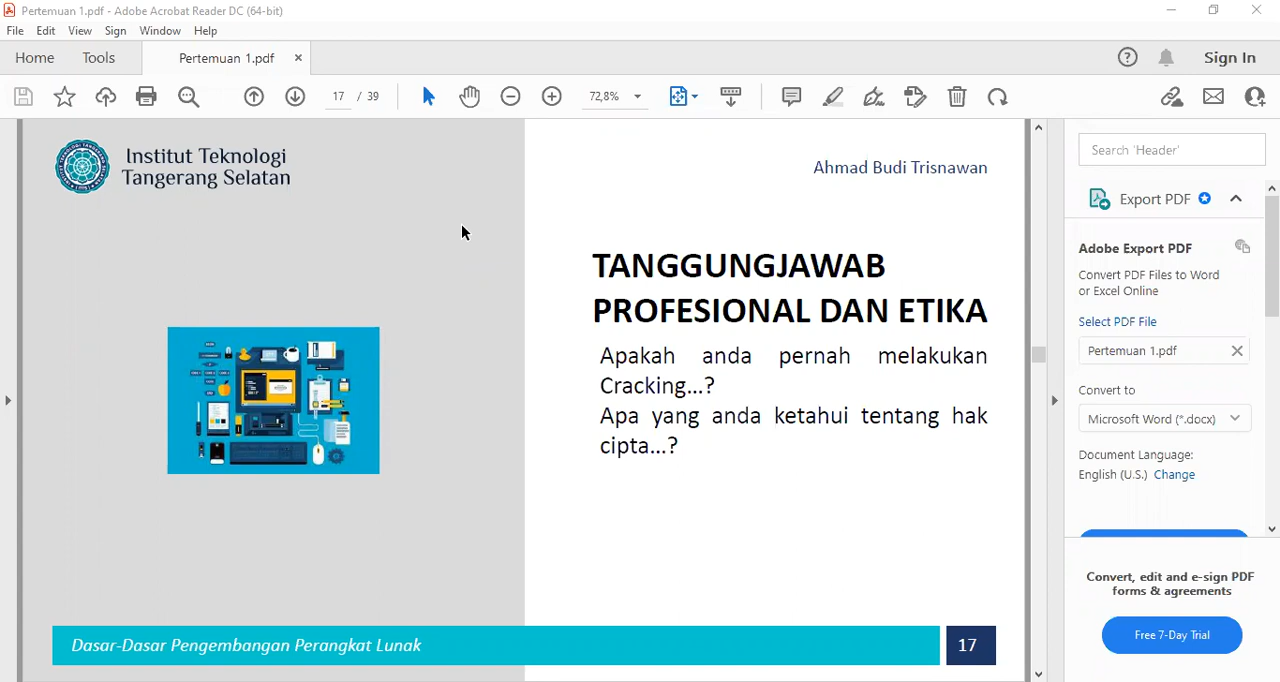 Pertemuan 1.pdf - Adobe Acrobat Reader DC (64-bit)
File Edit View Sign Window Help
Home Tools Pertemuan 1.pdf × Sign In
17 / 39 72,8%
Institut Teknologi
Tangerang Selatan
Ahmad Budi Trisnawan
TANGGUNGJAWAB
PROFESIONAL DAN ETIKA
Apakah anda pernah melakukan
Cracking...?
Apa yang anda ketahui tentang hak
cipta...?
Dasar-Dasar Pengembangan Perangkat Lunak 17
Search 'Header'
Export PDF
Adobe Export PDF
Convert PDF Files to Word
or Excel Online
Select PDF File
Pertemuan 1.pdf
Convert to
Microsoft Word (*.docx)
Document Language:
English (U.S.) Change
Convert, edit and e-sign PDF
forms & agreements
Free 7-Day Trial